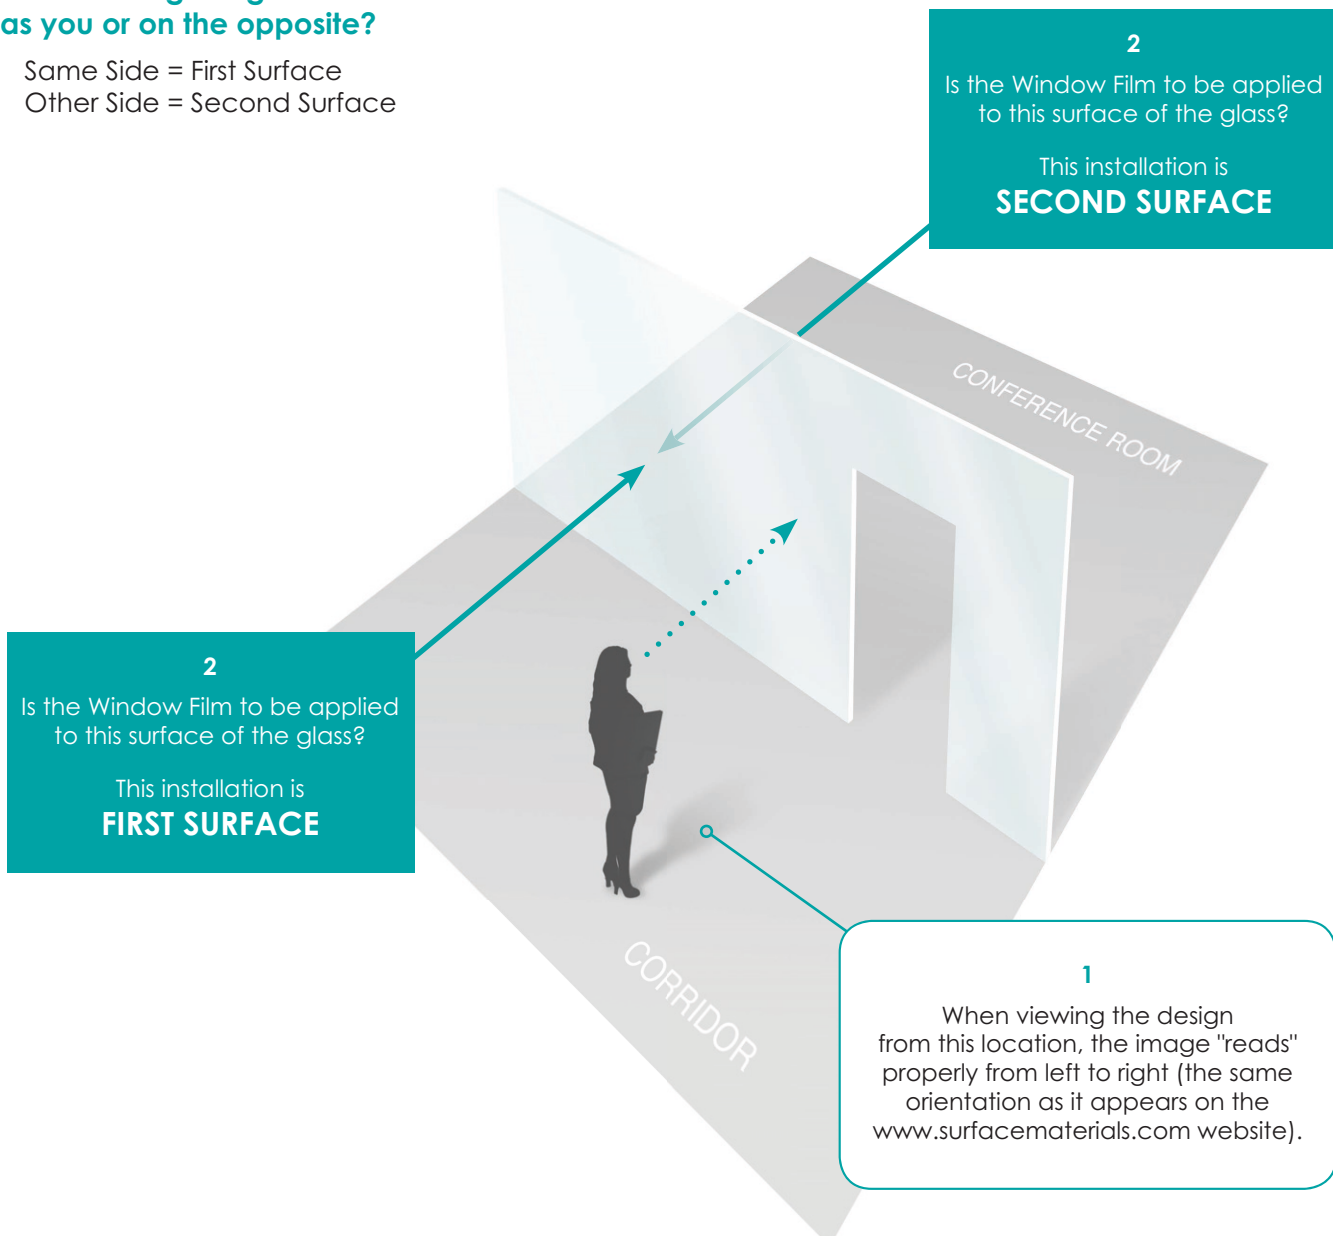 as you or on the opposite?
Same Side = First Surface
Other Side = Second Surface
2
Is the Window Film to be applied
to this surface of the glass?
This installation is
SECOND SURFACE
CONFERENCE ROOM
2
Is the Window Film to be applied
to this surface of the glass?
This installation is
FIRST SURFACE
CORRIDOR
1
When viewing the design
from this location, the image "reads"
properly from left to right (the same
orientation as it appears on the
www.surfacematerials.com website).